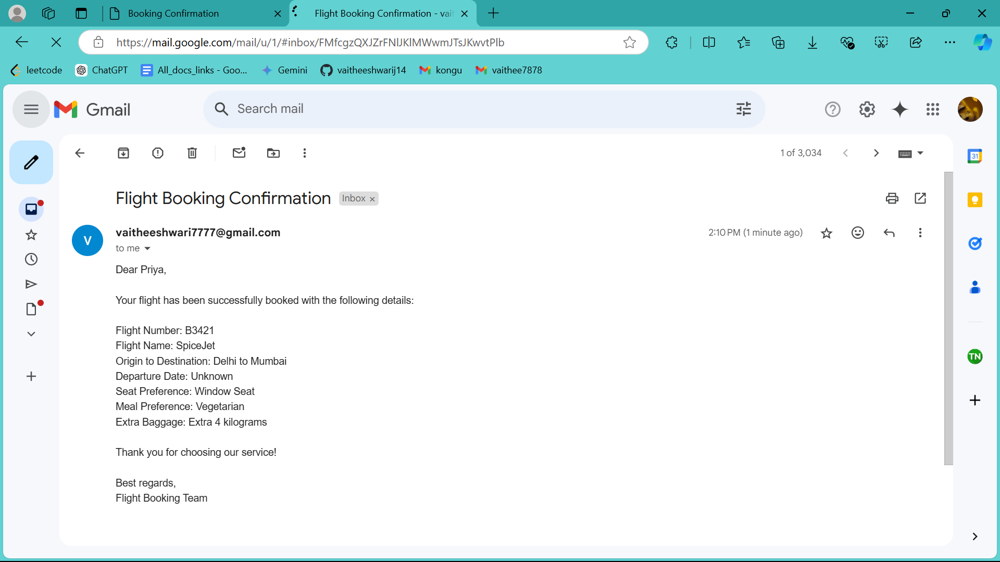 Booking Confirmation
Flight Booking Confirmation - vait
https://mail.google.com/mail/u/1/#inbox/FMfcgzQXJZrFNlJKlMWwmJTsJKwvtPlb
leetcode
ChatGPT
All_docs_links - Goo...
Gemini
vaitheeshwarij14
kongu
vaithee7878
Gmail
Search mail
1 of 3,034
31
Flight Booking Confirmation
Inbox ×
V
vaitheeshwari7777@gmail.com
2:10 PM (1 minute ago)
to me
Dear Priya,
Your flight has been successfully booked with the following details:
Flight Number: B3421
Flight Name: SpiceJet
Origin to Destination: Delhi to Mumbai
TN
Departure Date: Unknown
Seat Preference: Window Seat
Meal Preference: Vegetarian
Extra Baggage: Extra 4 kilograms
Thank you for choosing our service!
Best regards,
Flight Booking Team